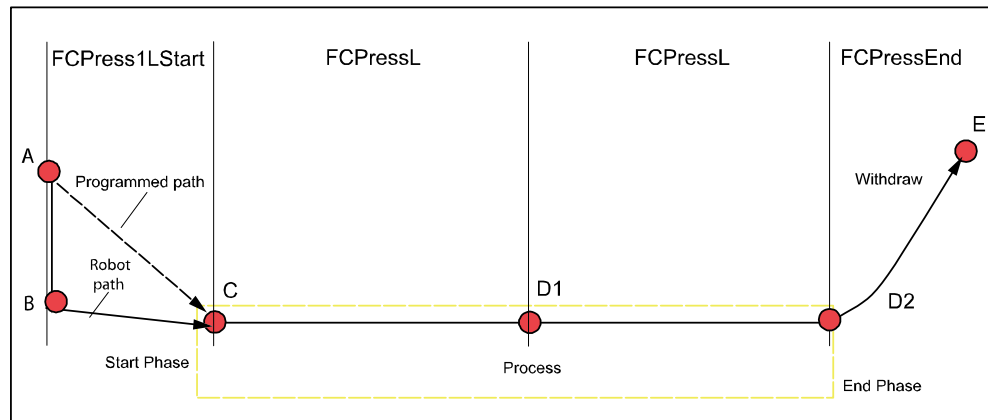 FCPress1LStart
FCPressL
FCPressL
FCPressEnd
A
E
Programmed path
Withdraw
Robot
path
B
C
D1
D2
Start Phase
Process
End Phase